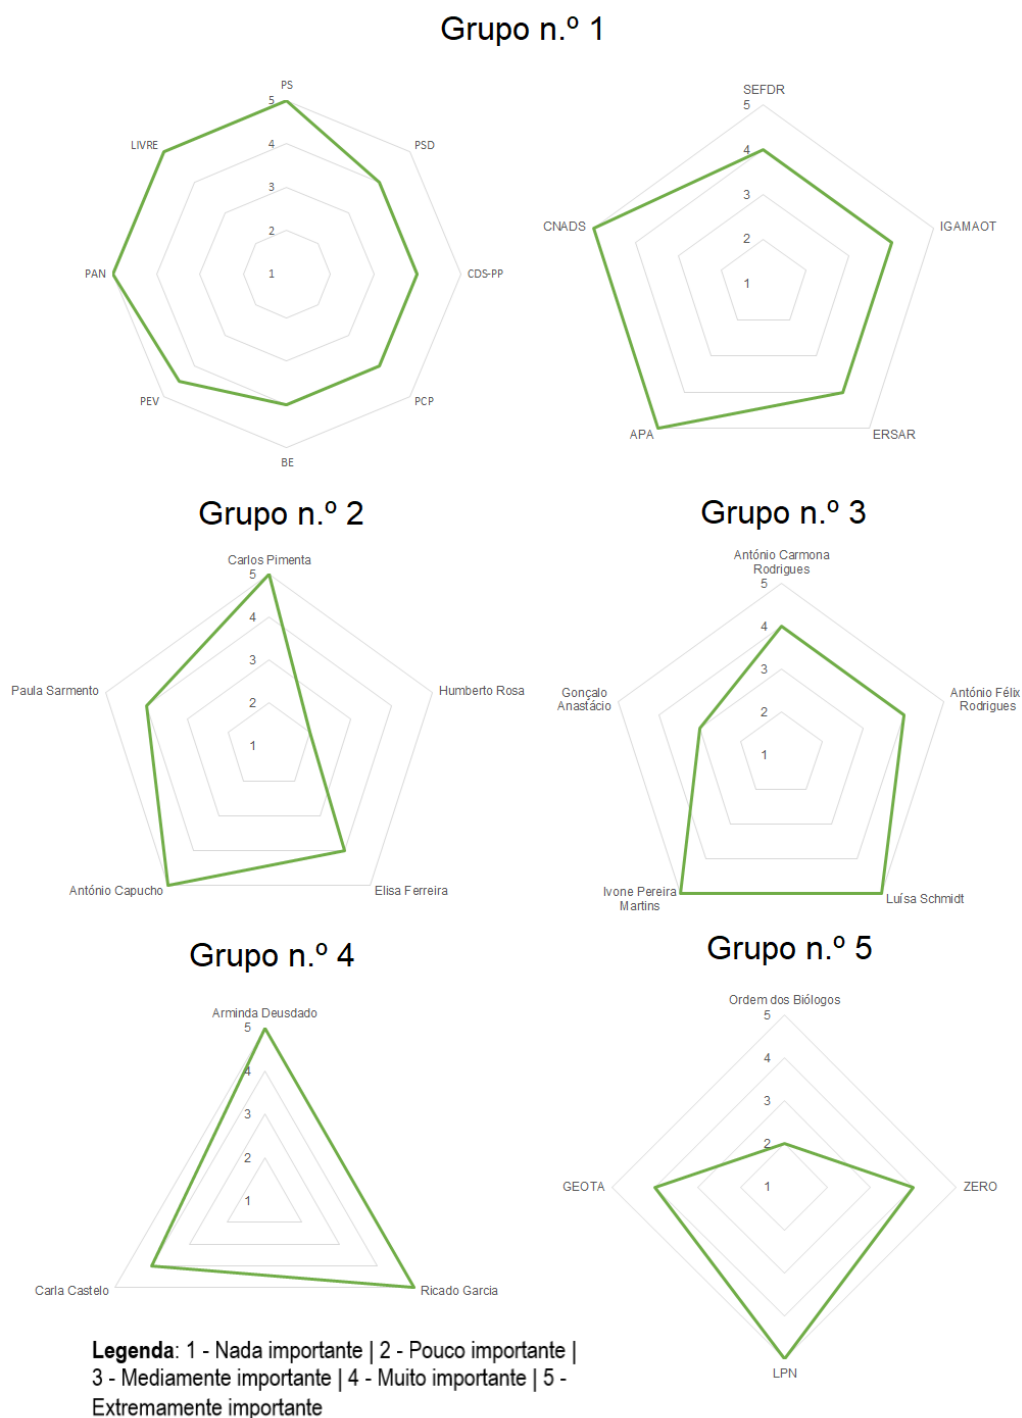 Grupo n.º 1
PS
5
4
3
2
1
PSD
CDS-PP
PCP
BE
PEV
PAN
LIVRE
SEFDR
5
4
3
2
1
IGAMAOT
ERSAR
APA
CNADS
Grupo n.º 2
Carlos Pimenta
5
4
3
2
1
Humberto Rosa
Elisa Ferreira
António Capucho
Paula Sarmento
Grupo n.º 3
António Carmona
Rodrigues
5
4
3
2
1
António Félix
Rodrigues
Luísa Schmidt
Ivone Pereira
Martins
Gonçalo
Anastácio
Grupo n.º 4
Arminda Deusdado
5
4
3
2
1
Ricado Garcia
Carla Castelo
Grupo n.º 5
Ordem dos Biólogos
5
4
3
2
1
ZERO
LPN
GEOTA
Legenda: 1 - Nada importante | 2 - Pouco importante |
3 - Mediamente importante | 4 - Muito importante | 5 -
Extremamente importante